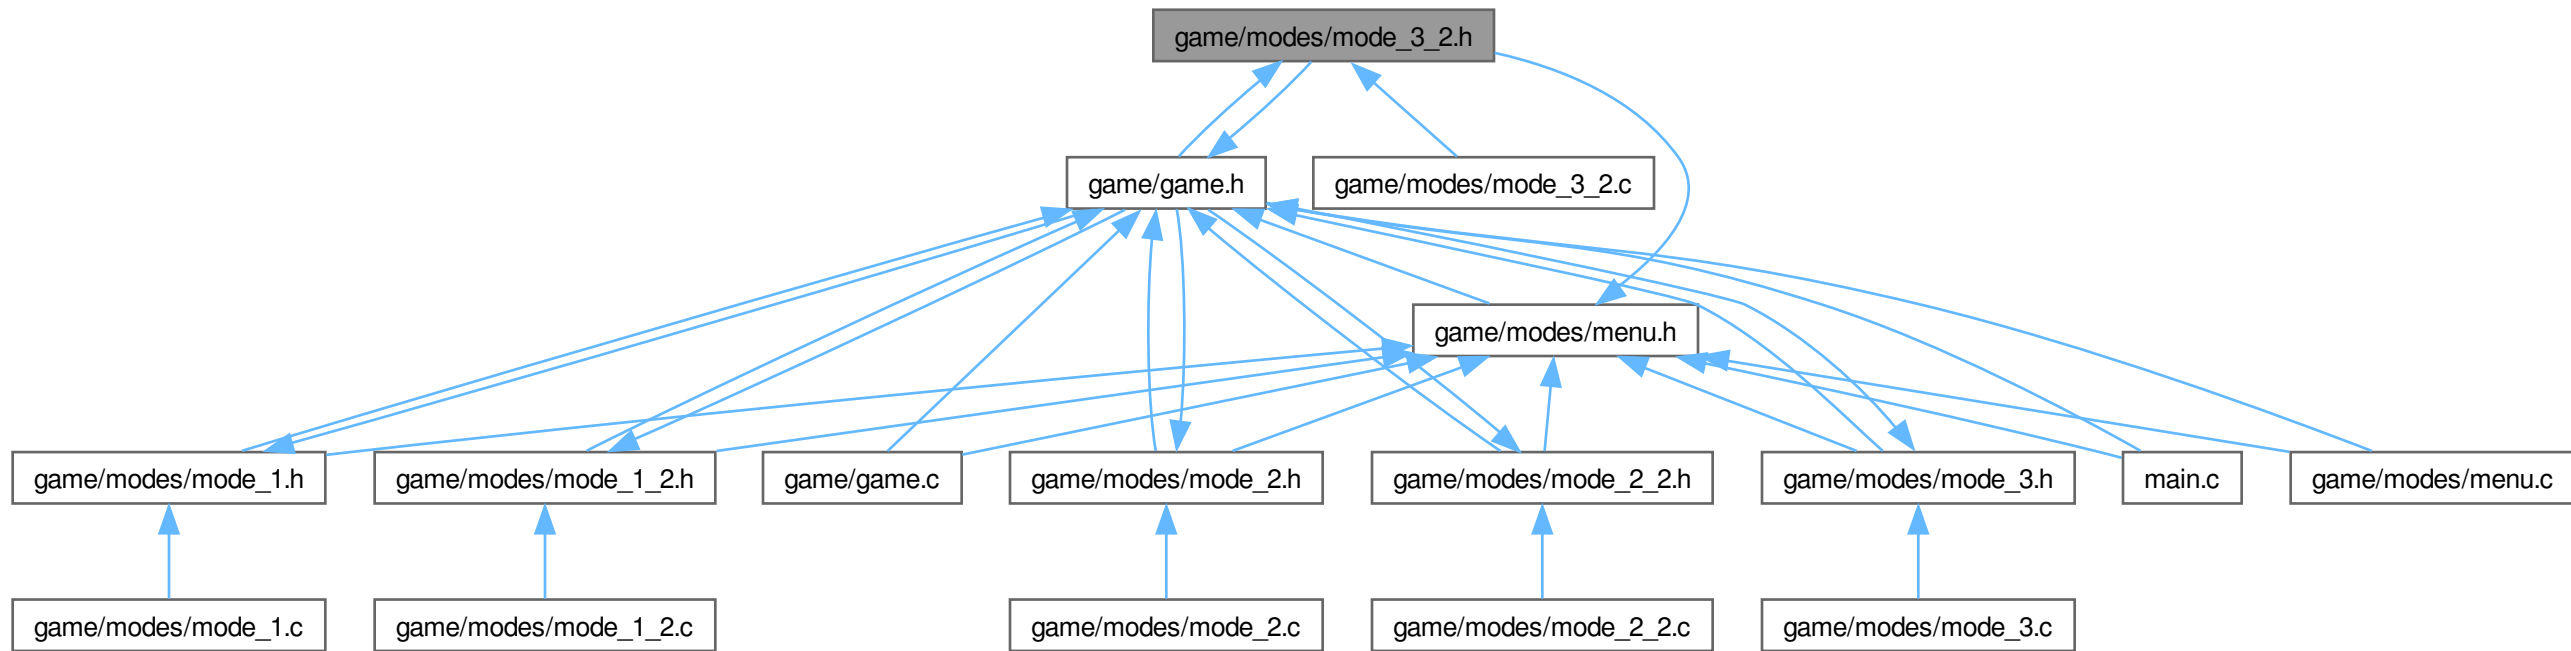 game/modes/mode_3_2.h
game/game.h
game/modes/mode_3_2.c
game/modes/menu.h
game/modes/mode_1.h
game/modes/mode_1_2.h
game/game.c
game/modes/mode_2.h
game/modes/mode_2_2.h
game/modes/mode_3.h
main.c
game/modes/menu.c
game/modes/mode_1.c
game/modes/mode_1_2.c
game/modes/mode_2.c
game/modes/mode_2_2.c
game/modes/mode_3.c